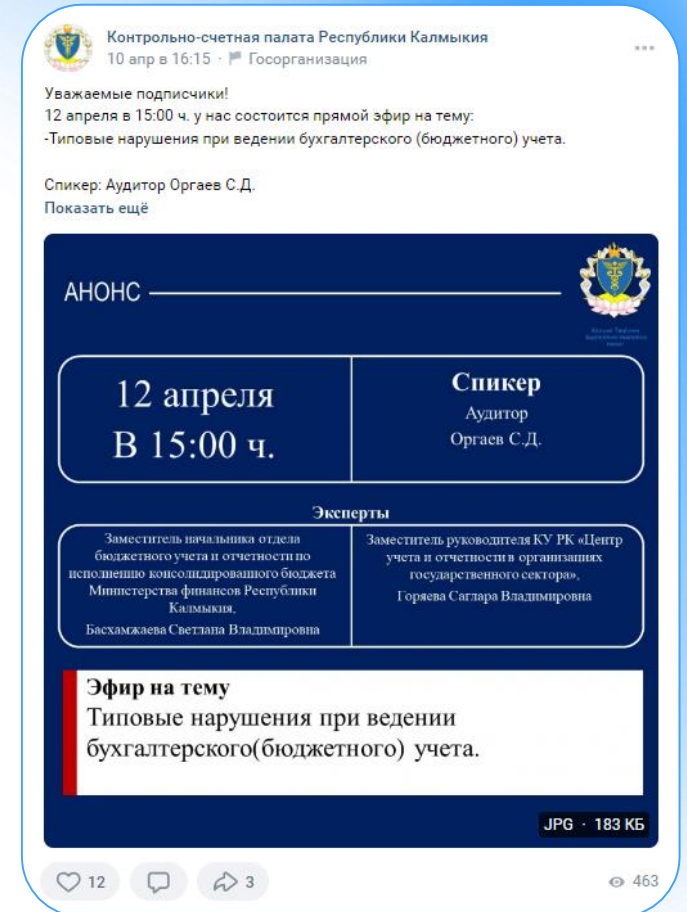 Контрольно-счетная палата Республики Калмыкия
10 апр в 16:15 · Госорганизация
Уважаемые подписчики!
12 апреля в 15:00 ч. у нас состоится прямой эфир на тему:
-Типовые нарушения при ведении бухгалтерского (бюджетного) учета.
Спикер: Аудитор Оргаев С.Д.
Показать ещё
АНОНС
12 апреля
В 15:00 ч.
Спикер
Аудитор
Оргаев С.Д.
Эксперты
Заместитель начальника отдела
бюджетного учета и отчетности по
исполнению консолидированного бюджета
Министерства финансов Республики
Калмыкия,
Басхамжаева Светлана Владимировна
Заместитель руководителя КУ РК «Центр
учета и отчетности в организациях
государственного сектора»,
Горяева Саглара Владимировна
Эфир на тему
Типовые нарушения при ведении
бухгалтерского(бюджетного) учета.
JPG · 183 КБ
12
3
463